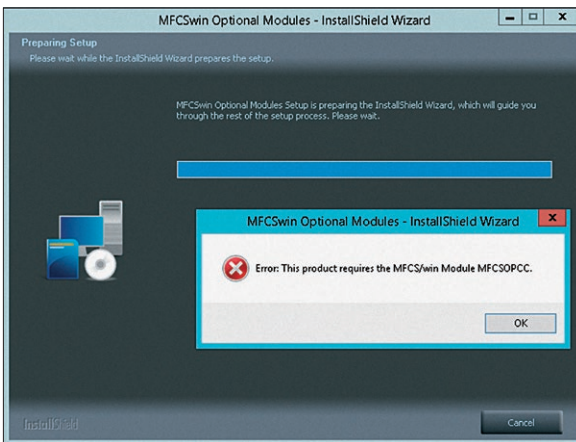 MFCSwin Optional Modules - InstallShield Wizard
Preparing Setup
Please wait while the InstallShield Wizard prepares the setup.
MFCSwin Optional Modules Setup is preparing the InstallShield Wizard, which will guide you
through the rest of the setup process. Please wait.
MFCSwin Optional Modules - InstallShield Wizard
Error: This product requires the MFCS/win Module MFCSOPCC.
OK
InstallShield
Cancel